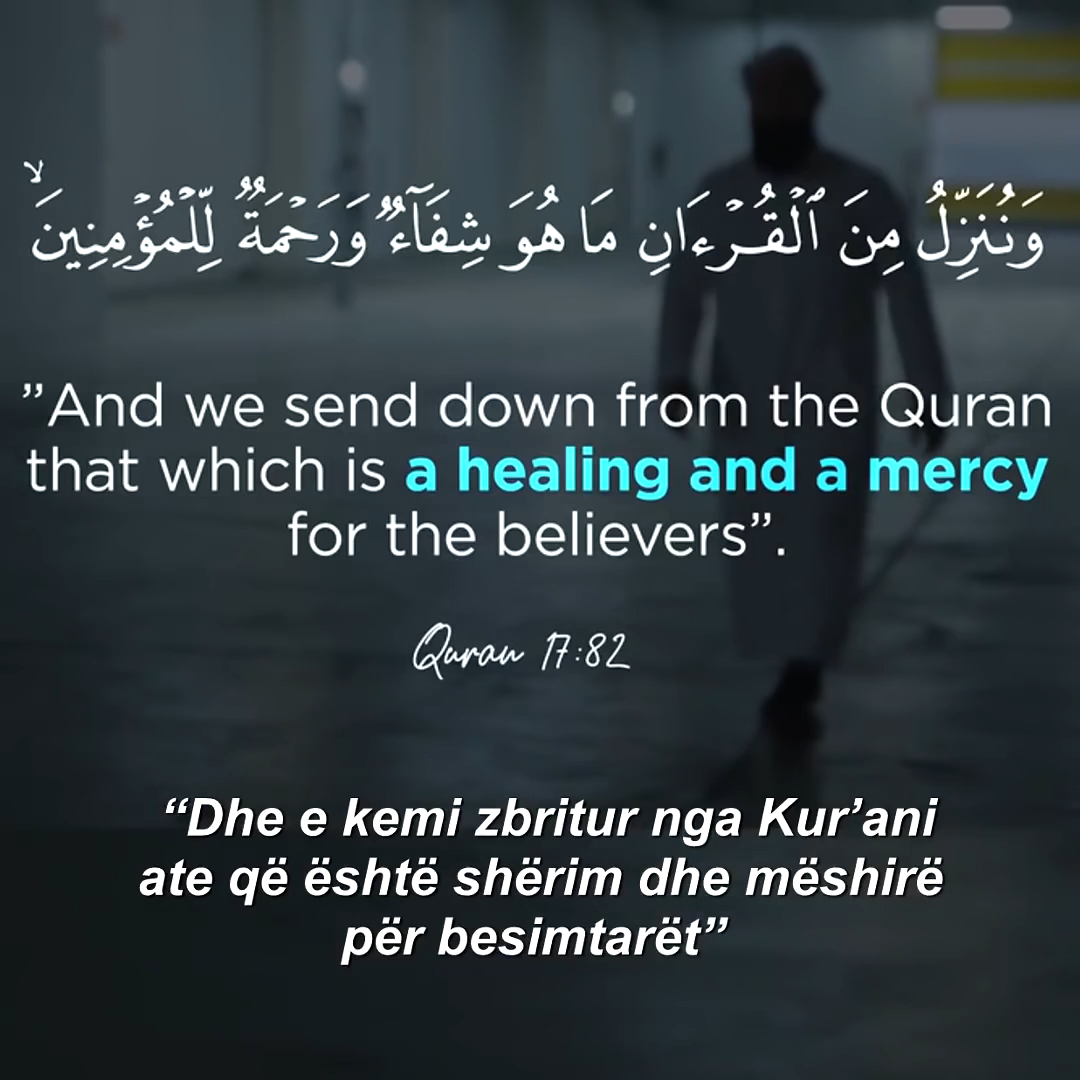 وَنُنَزِّلُ مِنَ ٱلۡقُرۡءَانِ مَا هُوَ شِفَآءٞ وَرَحۡمَةٞ لِّلۡمُؤۡمِنِينَ ۙ
”And we send down from the Quran
that which is a healing and a mercy
for the believers”.
Quran 17:82
“Dhe e kemi zbritur nga Kur’ani
ate që është shërim dhe mëshirë
për besimtarët”